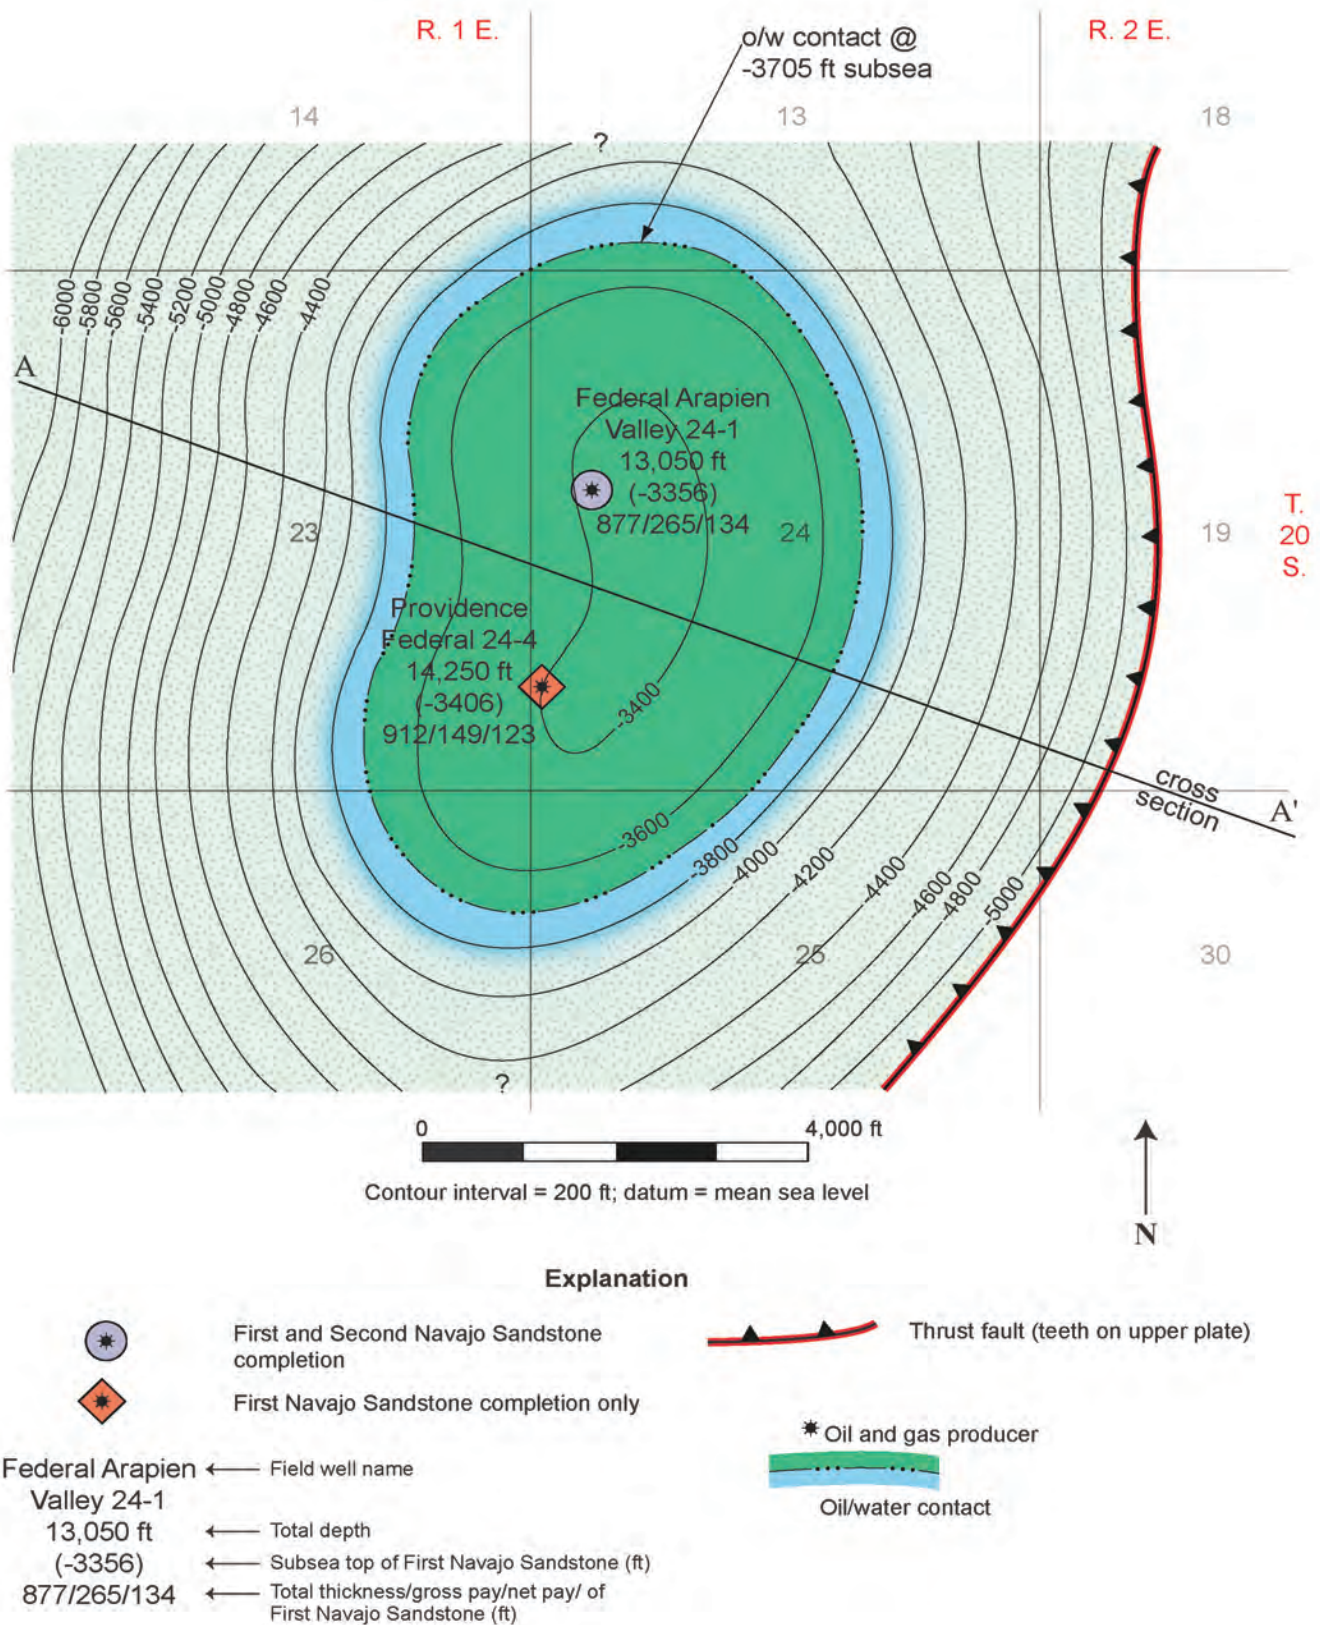 R. 1 E.
R. 2 E.
o/w contact @
-3705 ft subsea
14
13
18
?
-6000
-5800
-5600
-5400
-5200
-5000
-4800
-4600
-4400
A
Federal Arapien
Valley 24-1
13,050 ft
(-3356)
877/265/134
23
24
19
T.
20
S.
Providence
Federal 24-4
14,250 ft
(-3406)
912/149/123
-3400
cross
section
A'
-3600
-3800
-4000
-4200
-4400
-4600
-4800
-5000
26
25
30
?
0
4,000 ft
Contour interval = 200 ft; datum = mean sea level
N
Explanation
First and Second Navajo Sandstone
completion
Thrust fault (teeth on upper plate)
First Navajo Sandstone completion only
Oil and gas producer
Oil/water contact
Federal Arapien
Valley 24-1
Field well name
13,050 ft
Total depth
(-3356)
Subsea top of First Navajo Sandstone (ft)
877/265/134
Total thickness/gross pay/net pay/ of
First Navajo Sandstone (ft)